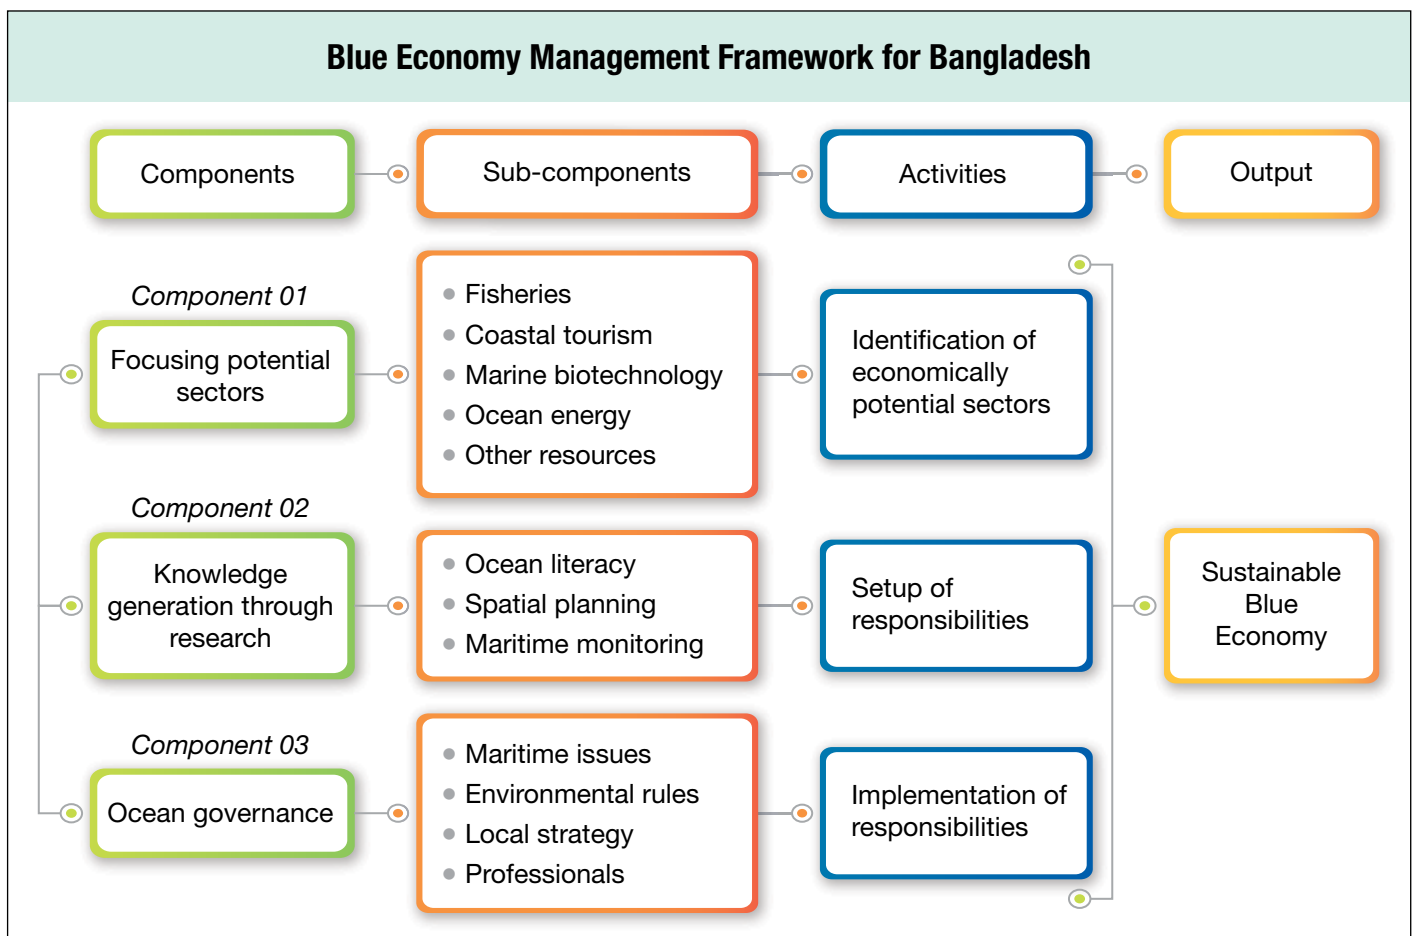 Blue Economy Management Framework for Bangladesh
Components
Sub-components
Activities
Output
Component 01
Focusing potential
sectors
Fisheries
Coastal tourism
Marine biotechnology
Ocean energy
Other resources
Identification of
economically
potential sectors
Component 02
Knowledge
generation through
research
Ocean literacy
Spatial planning
Maritime monitoring
Setup of
responsibilities
Sustainable
Blue
Economy
Component 03
Ocean governance
Maritime issues
Environmental rules
Local strategy
Professionals
Implementation of
responsibilities